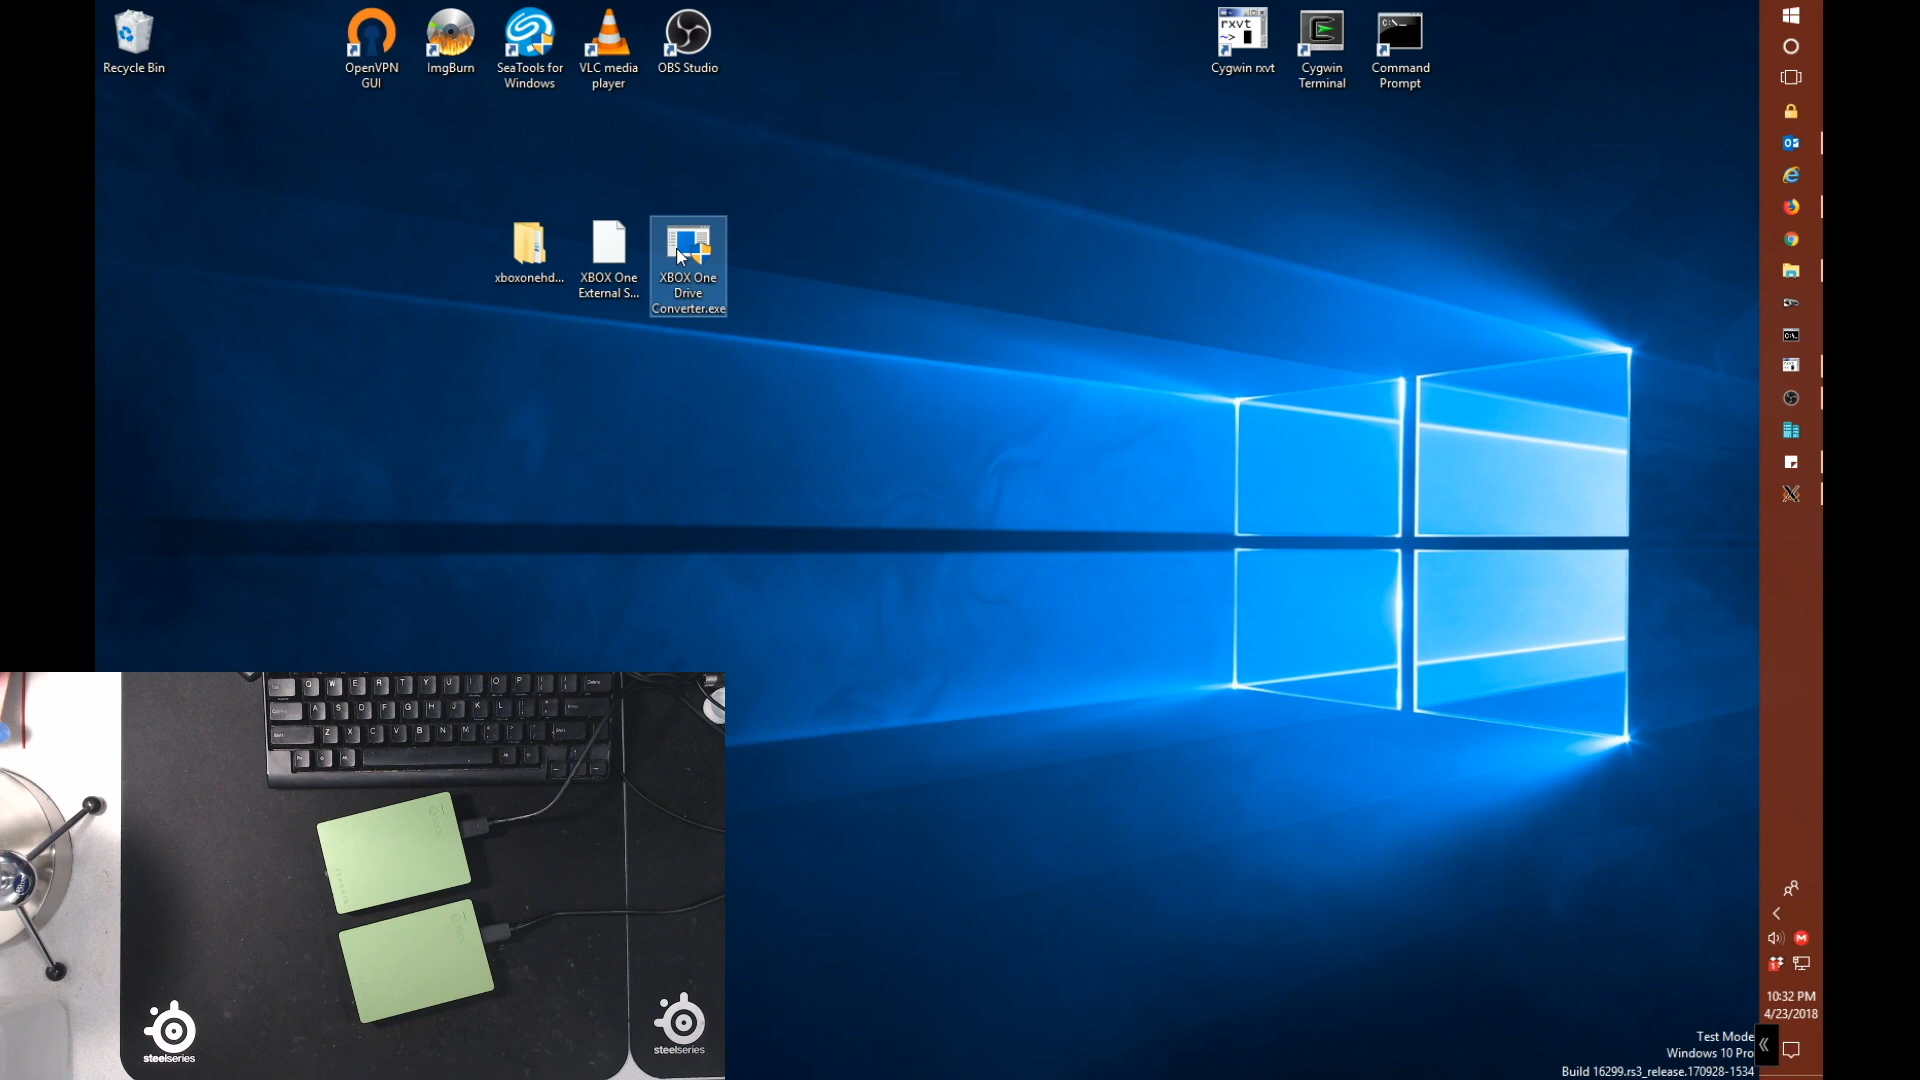 Recycle Bin
OpenVPN
GUI
ImgBurn
SeaTools for
Windows
VLC media
player
OBS Studio
rxvt
~>
Cygwin rxvt
Cygwin
Terminal
C:\_
Command
Prompt
xboxonehd...
XBOX One
External S...
XBOX One
Drive
Converter.exe
Q W E R T Y U I O P
A S D F G H J K L
Z X C V B N M
steelseries
steelseries
10:32 PM
4/23/2018
Test Mode
Windows 10 Pro
Build 16299.rs3_release.170928-1534